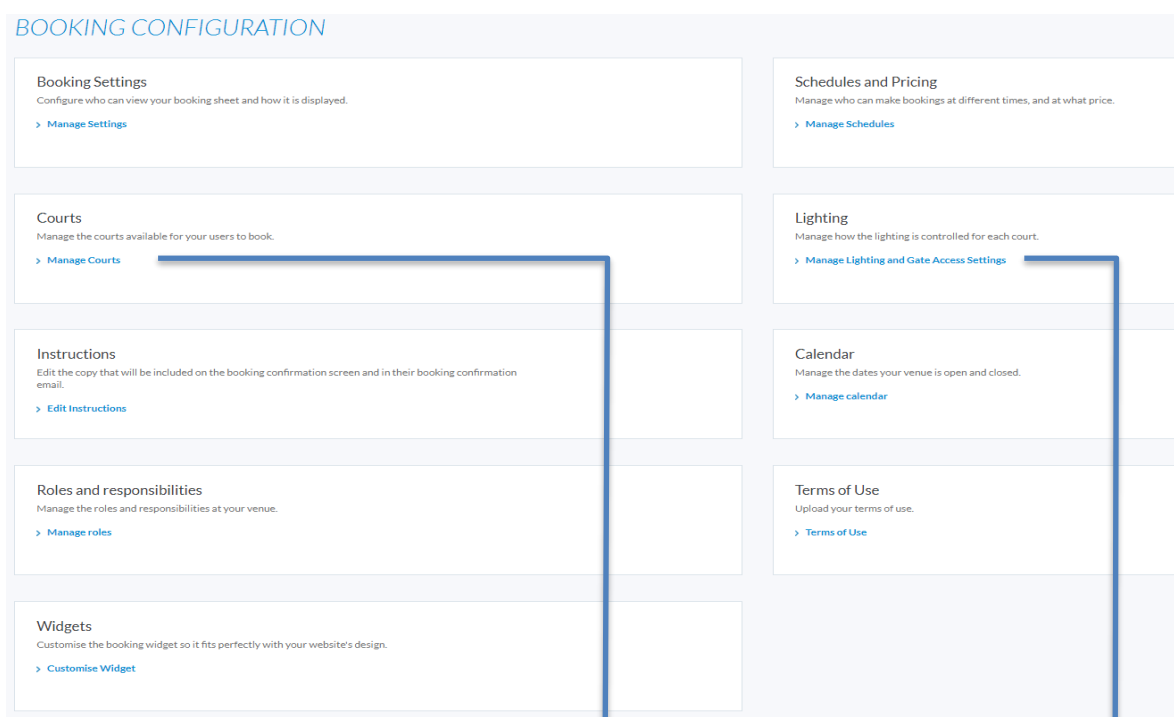 BOOKING CONFIGURATION
Booking Settings
Configure who can view your booking sheet and how it is displayed.
> Manage Settings
Schedules and Pricing
Manage who can make bookings at different times, and at what price.
> Manage Schedules
Courts
Manage the courts available for your users to book.
> Manage Courts
Lighting
Manage how the lighting is controlled for each court.
> Manage Lighting and Gate Access Settings
Instructions
Edit the copy that will be included on the booking confirmation screen and in their booking confirmation
email.
> Edit Instructions
Calendar
Manage the dates your venue is open and closed.
> Manage calendar
Roles and responsibilities
Manage the roles and responsibilities at your venue.
> Manage roles
Terms of Use
Upload your terms of use.
> Terms of Use
Widgets
Customise the booking widget so it fits perfectly with your website's design.
> Customise Widget